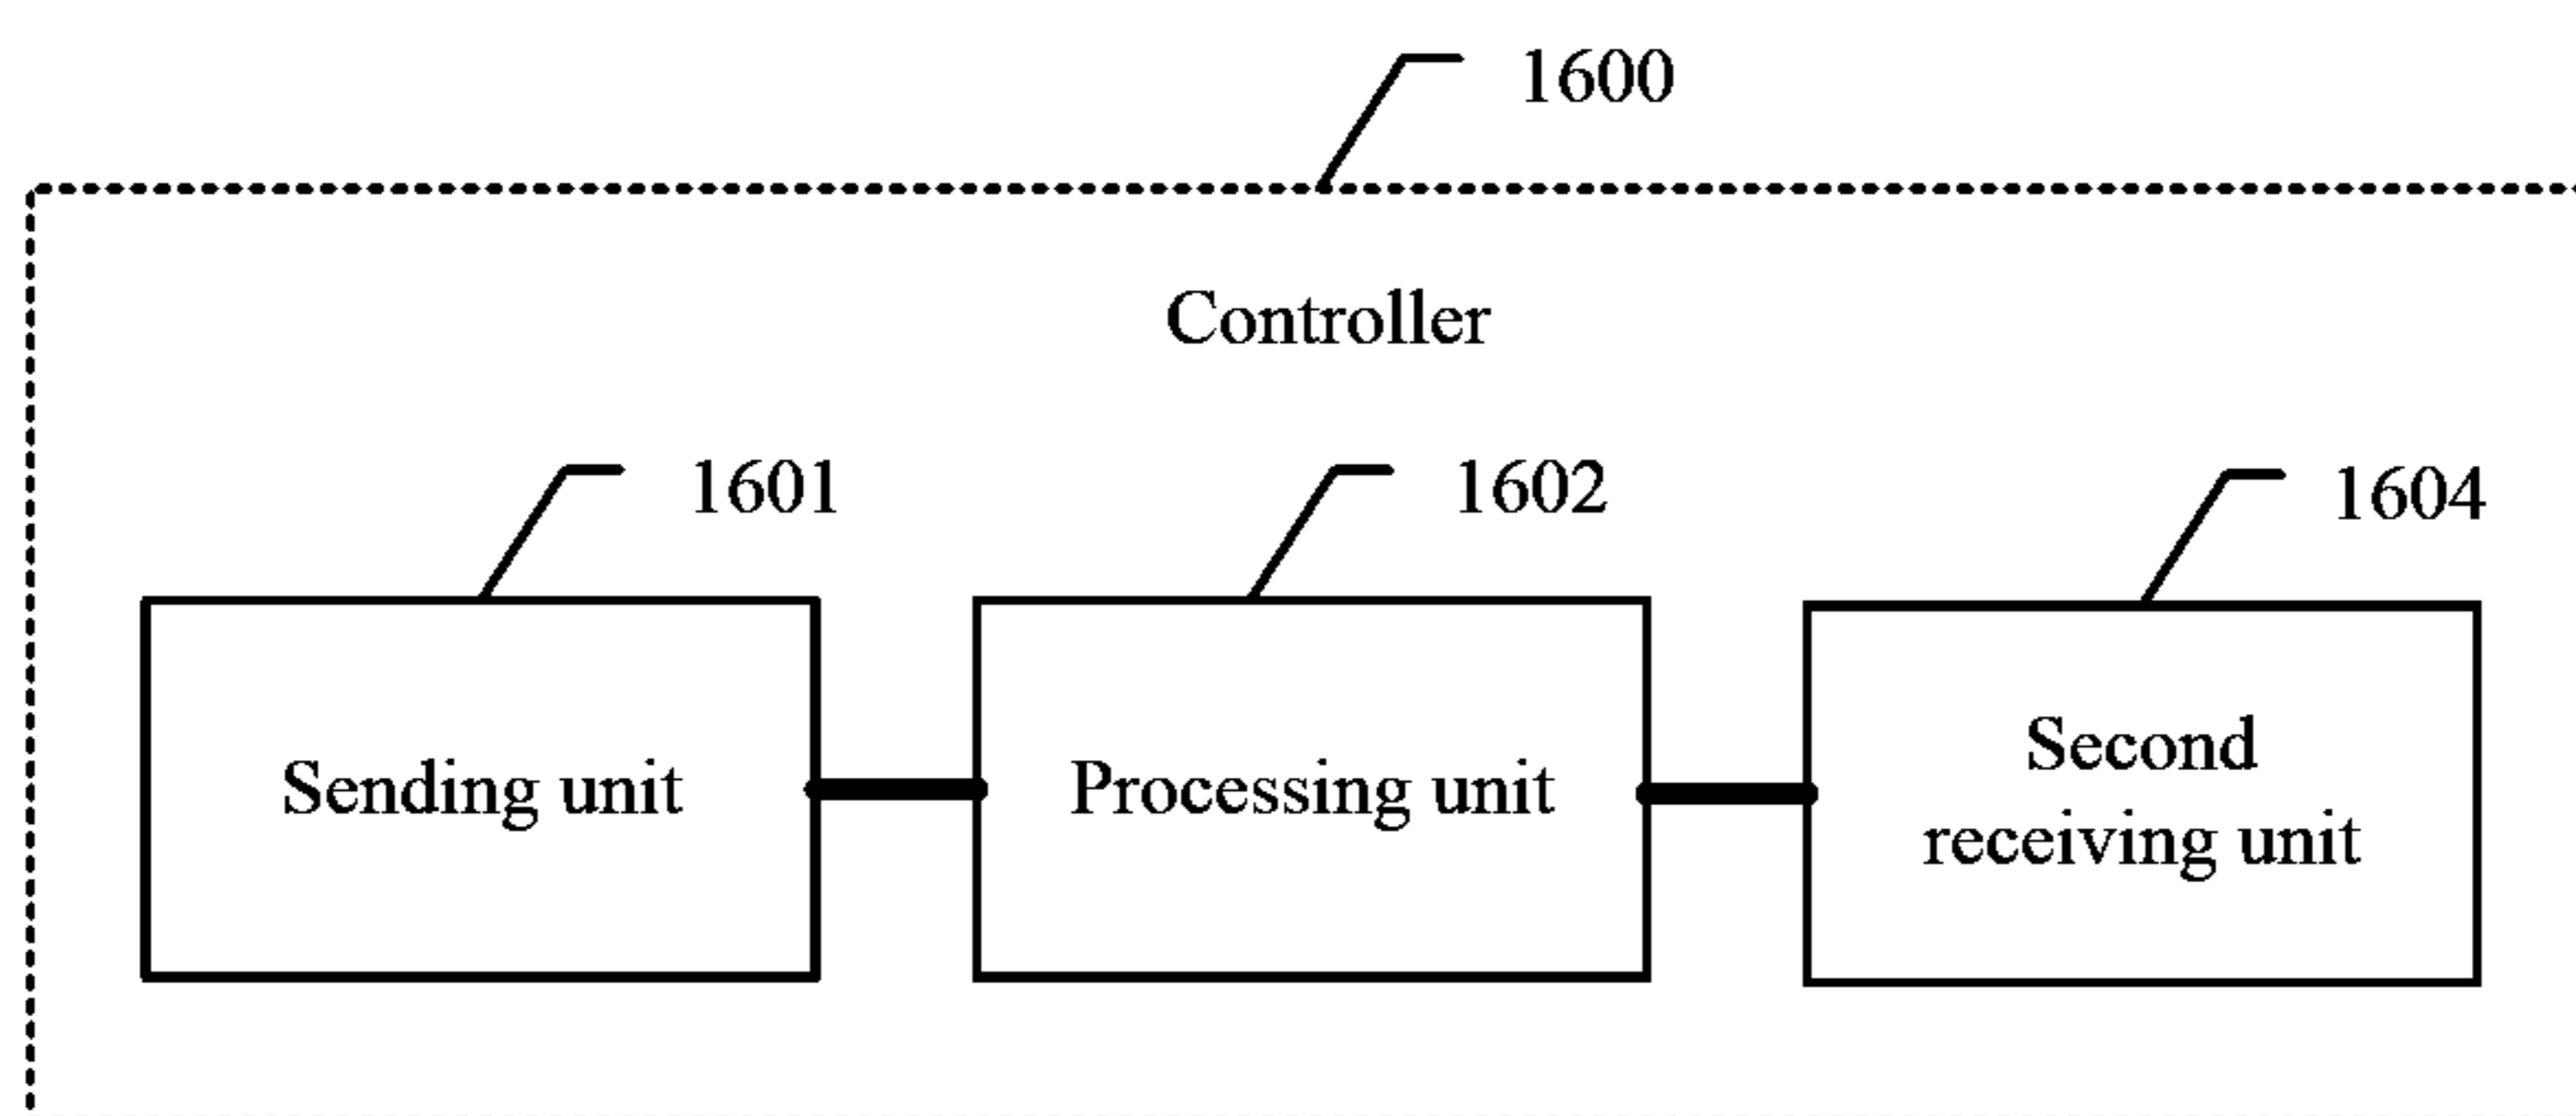 1600
Controller
1601
1602
1604
Sending unit
Processing unit
Second
receiving unit